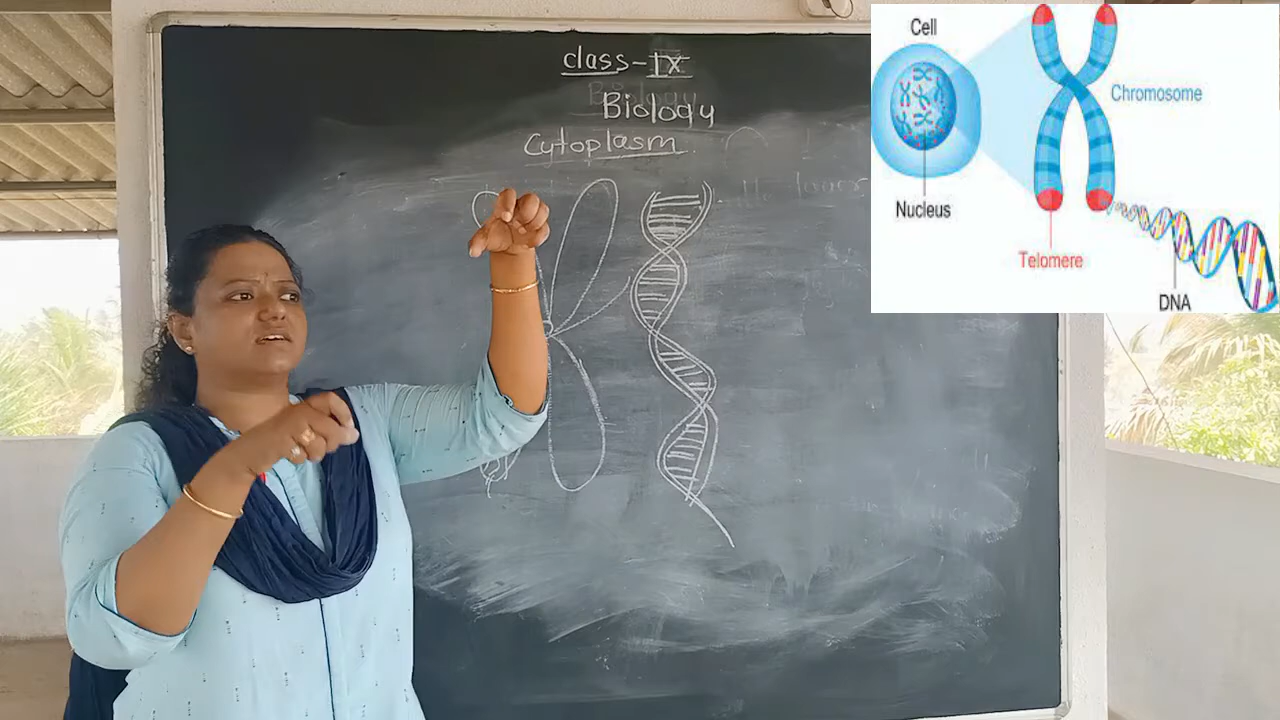 class-IX
Biology
Cytoplasm
Cell
Chromosome
Nucleus
Telomere
DNA